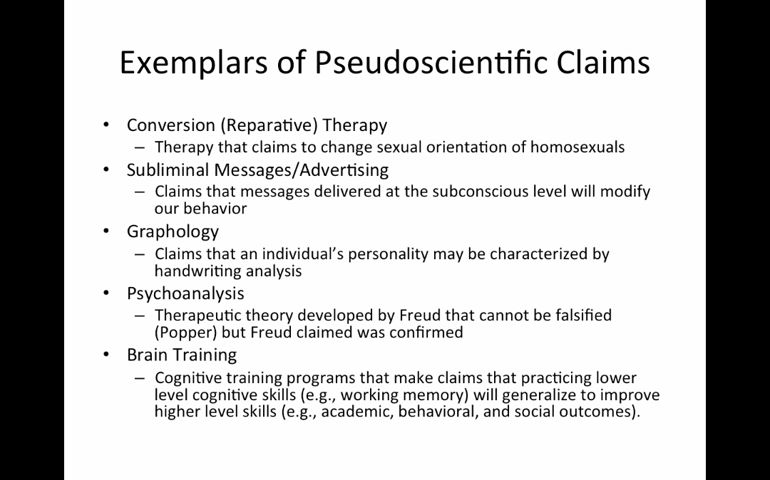 Exemplars of Pseudoscientific Claims
• Conversion (Reparative) Therapy
– Therapy that claims to change sexual orientation of homosexuals
• Subliminal Messages/Advertising
– Claims that messages delivered at the subconscious level will modify
our behavior
• Graphology
– Claims that an individual's personality may be characterized by
handwriting analysis
• Psychoanalysis
– Therapeutic theory developed by Freud that cannot be falsified
(Popper) but Freud claimed was confirmed
• Brain Training
– Cognitive training programs that make claims that practicing lower
level cognitive skills (e.g., working memory) will generalize to improve
higher level skills (e.g., academic, behavioral, and social outcomes).